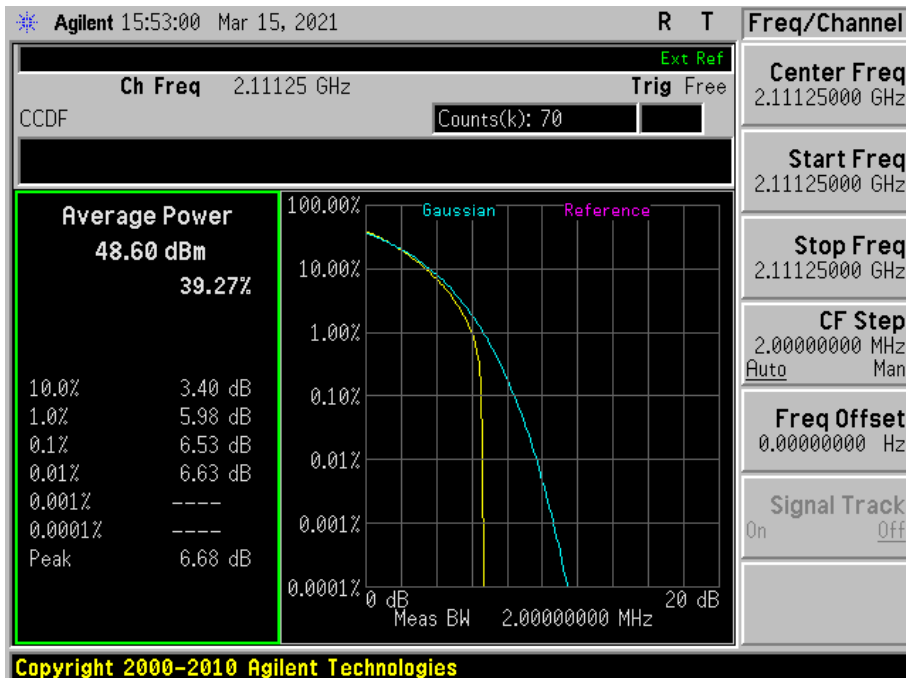 Agilent 15:53:00 Mar 15, 2021 R T
Ext Ref
Ch Freq 2.11125 GHz Trig Free
CCDF Counts(k): 70
Average Power
48.60 dBm
39.27%
10.0% 3.40 dB
1.0% 5.98 dB
0.1% 6.53 dB
0.01% 6.63 dB
0.001% ----
0.0001% ----
Peak 6.68 dB
Gaussian Reference
100.00%
10.00%
1.00%
0.10%
0.01%
0.001%
0.0001%
0 dB 20 dB
Meas BW 2.00000000 MHz
Freq/Channel
Center Freq
2.11125000 GHz
Start Freq
2.11125000 GHz
Stop Freq
2.11125000 GHz
CF Step
2.00000000 MHz
Auto Man
Freq Offset
0.00000000 Hz
Signal Track
On Off
Copyright 2000-2010 Agilent Technologies